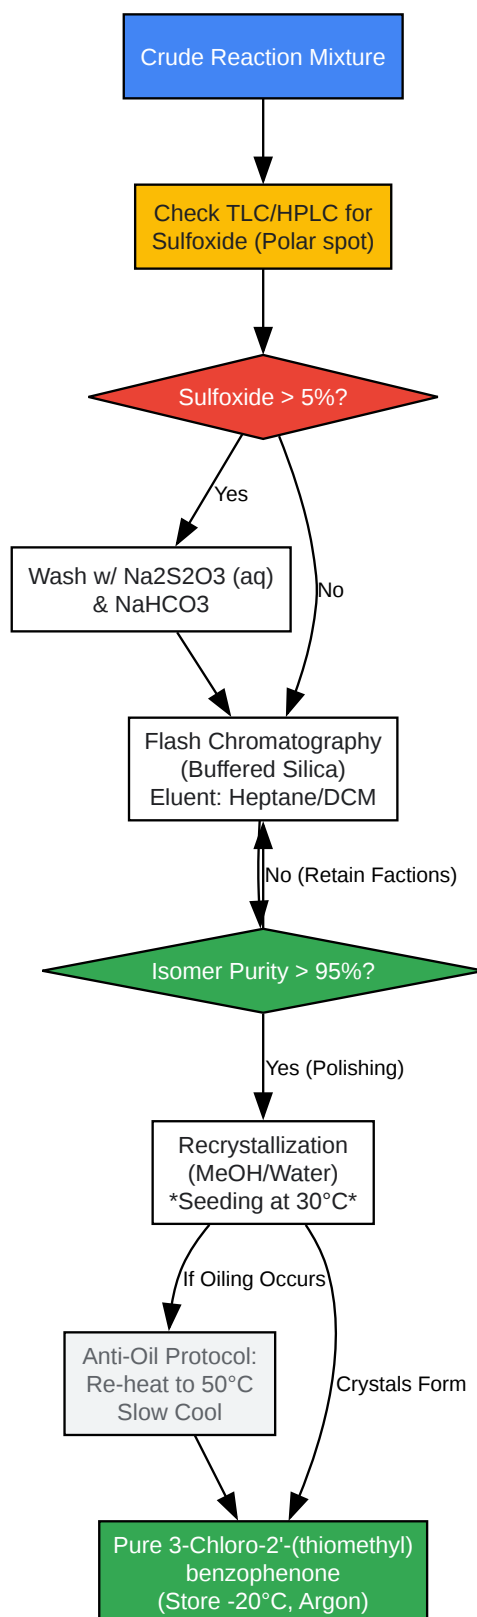 Crude Reaction Mixture
Check TLC/HPLC for
Sulfoxide (Polar spot)
Sulfoxide > 5%?
Yes
Wash w/ Na2S2O3 (aq)
& NaHCO3
No
Flash Chromatography
(Buffered Silica)
Eluent: Heptane/DCM
No (Retain Factions)
Isomer Purity > 95%?
Yes (Polishing)
Recrystallization
(MeOH/Water)
*Seeding at 30°C*
If Oiling Occurs
Anti-Oil Protocol:
Re-heat to 50°C
Slow Cool
Crystals Form
Pure 3-Chloro-2'-(thiomethyl)
benzophenone
(Store -20°C, Argon)